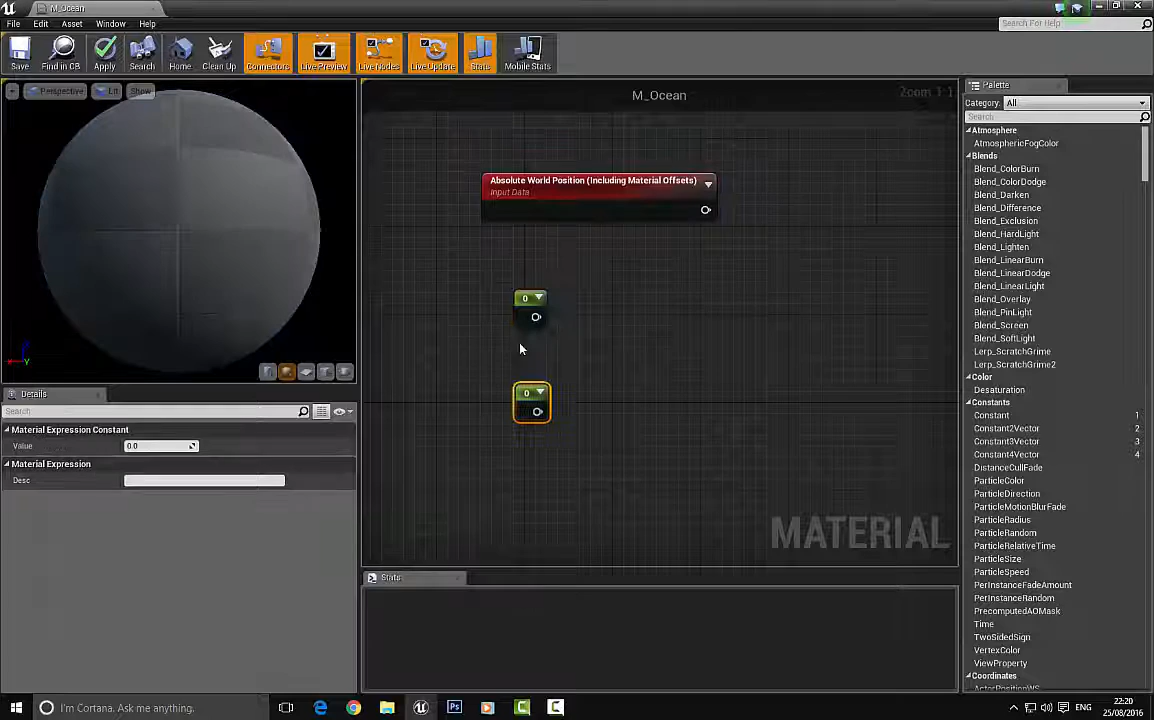 M_Ocean
File Edit Asset Window Help
Search For Help
Save Find in CB Apply Search Home Clean Up Connectors Live Preview Live Nodes Live Update Stats Mobile Stats
Perspective Lit Show
M_Ocean
Zoom 1:1
Palette
Category: All
Search
Atmosphere
AtmosphericFogColor
Blends
Blend_ColorBurn
Blend_ColorDodge
Blend_Darken
Blend_Difference
Blend_Exclusion
Blend_HardLight
Blend_Lighten
Blend_LinearBurn
Blend_LinearDodge
Blend_LinearLight
Blend_Overlay
Blend_PinLight
Blend_Screen
Blend_SoftLight
Lerp_ScratchGrime
Lerp_ScratchGrime2
Color
Desaturation
Constants
Constant 1
Constant2Vector 2
Constant3Vector 3
Constant4Vector 4
DistanceCullFade
ParticleColor
ParticleDirection
ParticleMotionBlurFade
ParticleRadius
ParticleRandom
ParticleRelativeTime
ParticleSize
ParticleSpeed
PerInstanceFadeAmount
PerInstanceRandom
PrecomputedAOMask
Time
TwoSidedSign
VertexColor
ViewProperty
Coordinates
ActorPositionWS
Absolute World Position (Including Material Offsets)
Input Data
0
0
MATERIAL
Details
Search
Material Expression Constant
Value 0.0
Material Expression
Desc
Stats
I'm Cortana. Ask me anything.
ENG
22:20
25/08/2016